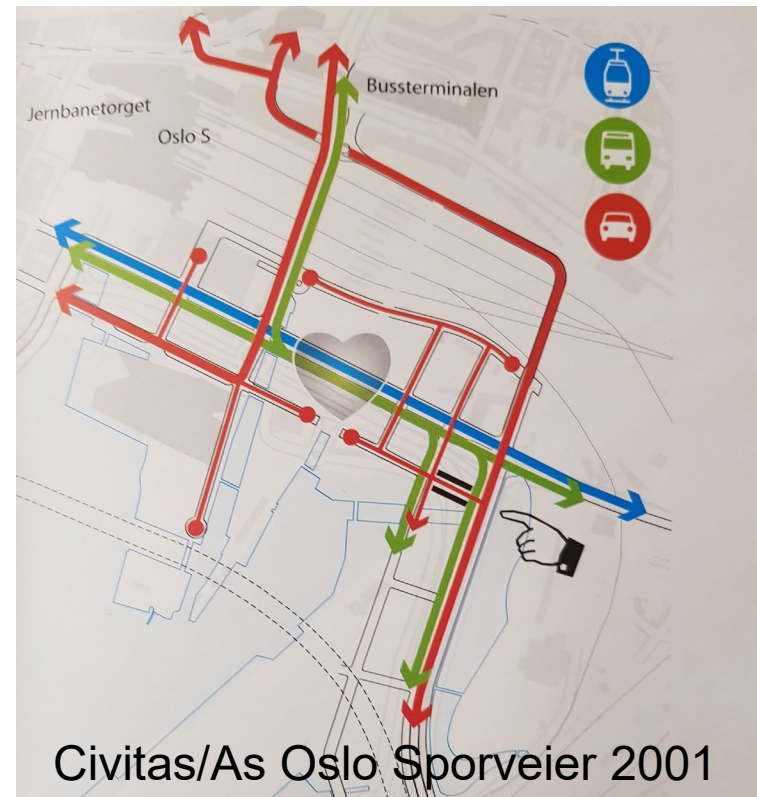 Bussterminalen
Jernbanetorget
Oslo S
Civitas/As Oslo Sporveier 2001